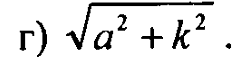 г) √(a² + k²) .